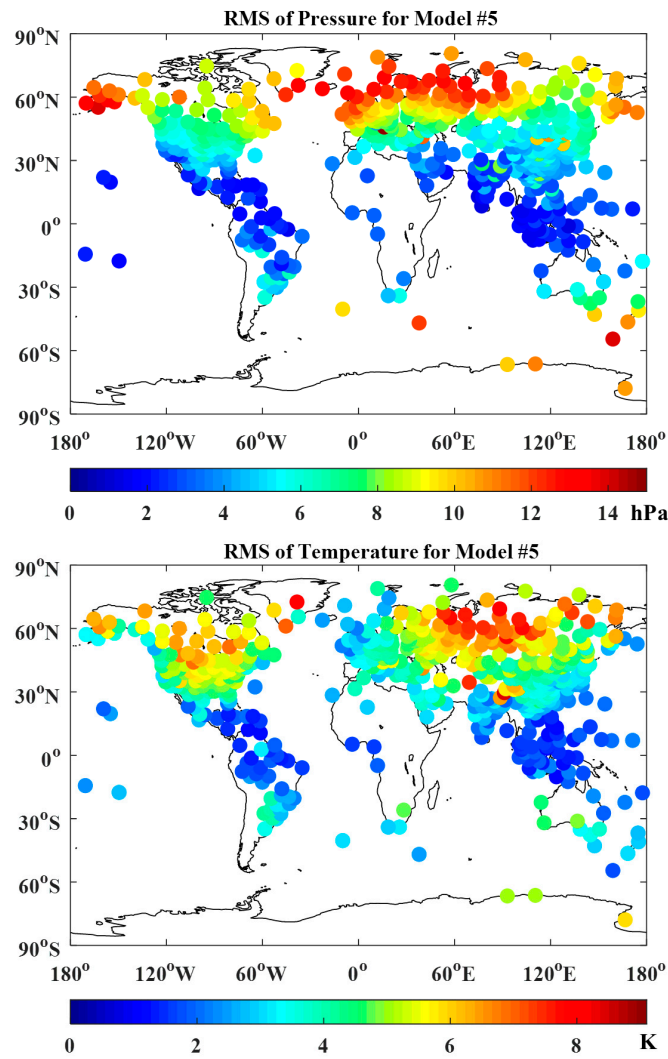 RMS of Pressure for Model #5
90°N
60°N
30°N
0°
30°S
60°S
90°S
180° 120°W 60°W 0° 60°E 120°E 180°
0 2 4 6 8 10 12 14 hPa
RMS of Temperature for Model #5
90°N
60°N
30°N
0°
30°S
60°S
90°S
180° 120°W 60°W 0° 60°E 120°E 180°
0 2 4 6 8 K